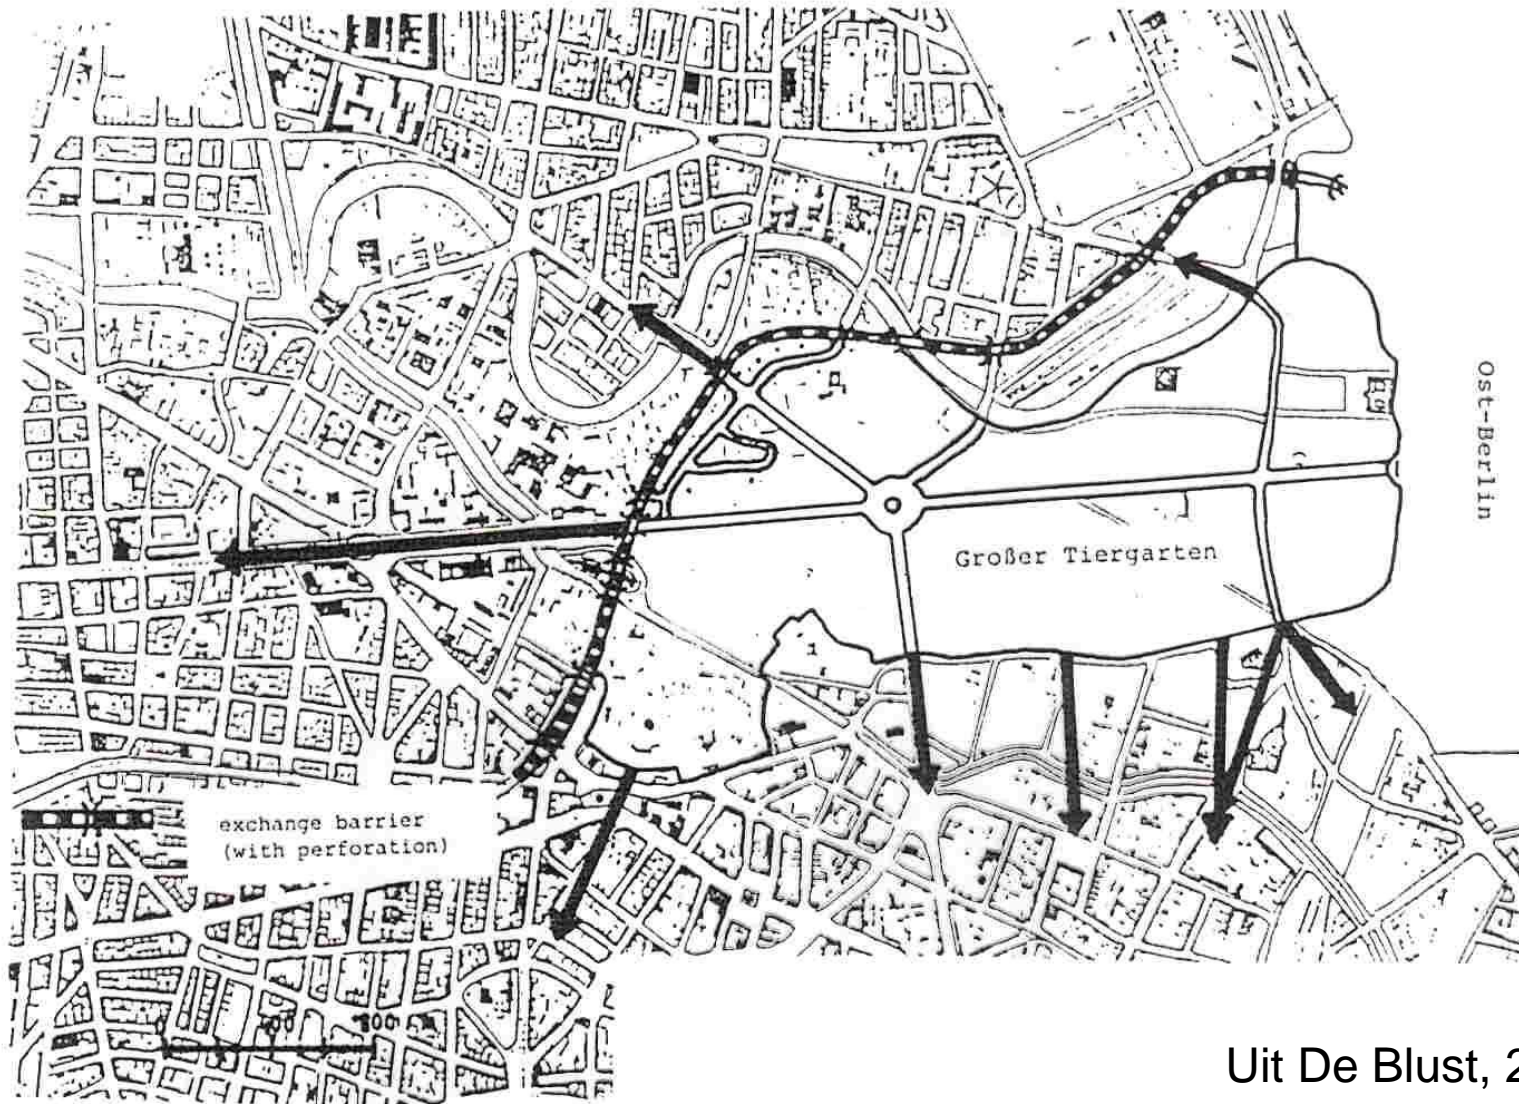 Ost-Berlin
Großer Tiergarten
exchange barrier
(with perforation)
Uit De Blust, 2